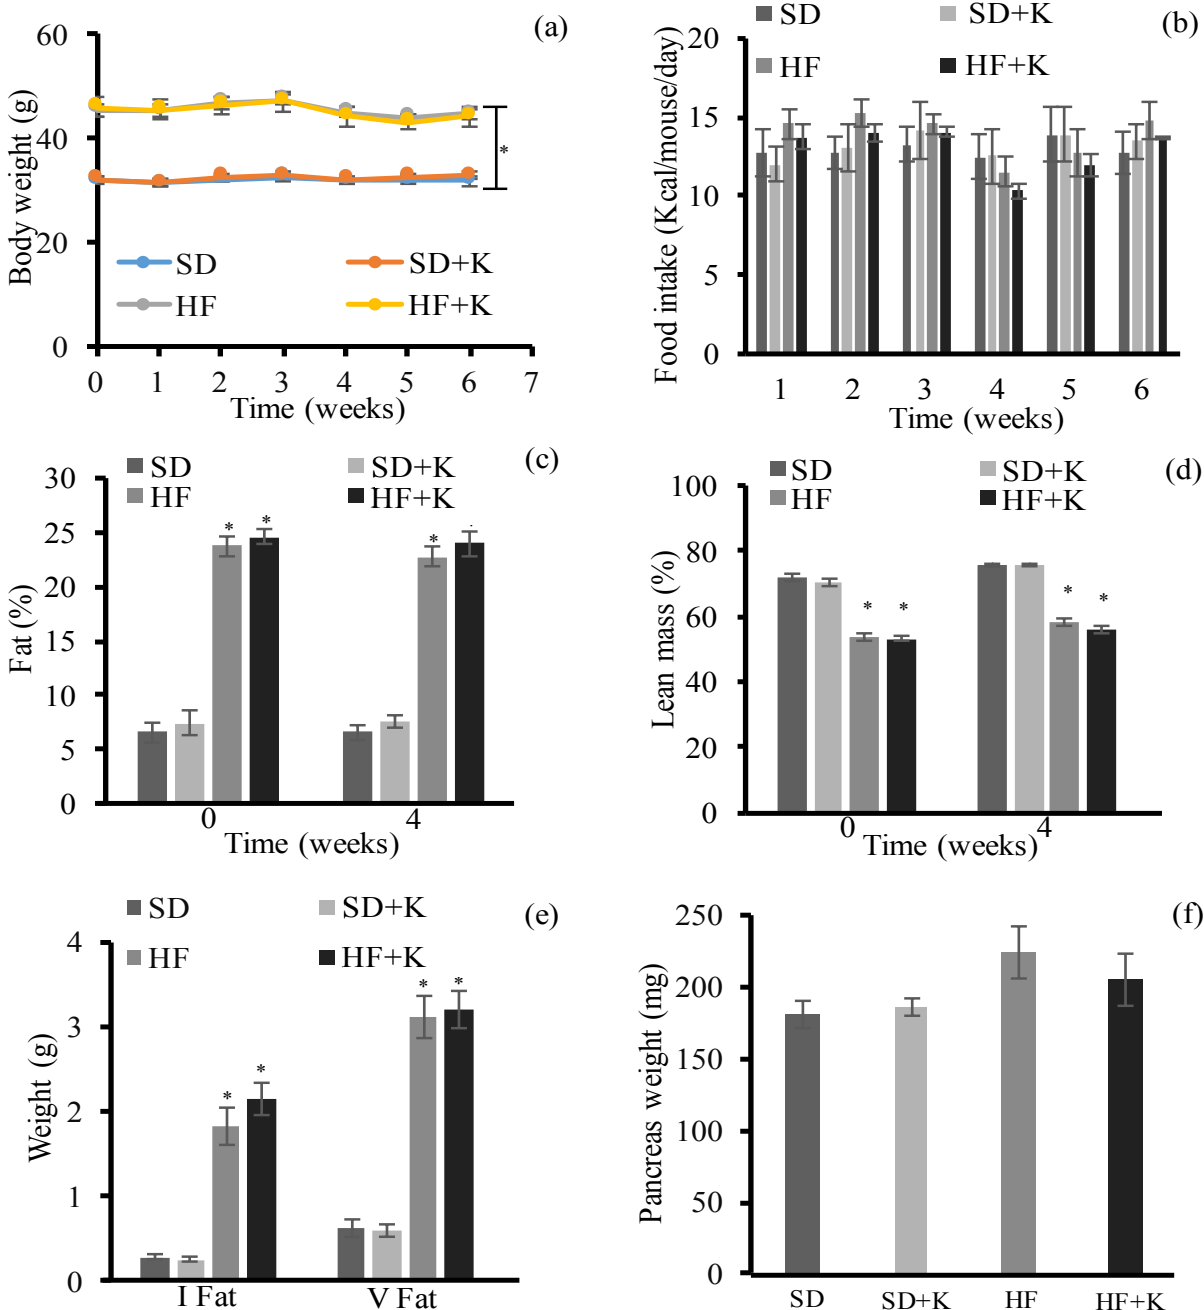 (a)
60
40
20
0
Body weight (g)
*
SD
SD+K
HF
HF+K
0 1 2 3 4 5 6 7
Time (weeks)
(b)
SD
SD+K
HF
HF+K
20
15
10
5
0
Food intake (Kcal/mouse/day)
1 2 3 4 5 6
Time (weeks)
(c)
SD
SD+K
HF
HF+K
30
25
20
15
10
5
0
Fat (%)
* *
*
0 4
Time (weeks)
(d)
SD
SD+K
HF
HF+K
100
80
60
40
20
0
Lean mass (%)
* *
* *
0 4
Time (weeks)
(e)
SD
SD+K
HF
HF+K
4
3
2
1
0
Weight (g)
* *
* *
I Fat V Fat
(f)
250
200
150
100
50
0
Pancreas weight (mg)
SD SD+K HF HF+K